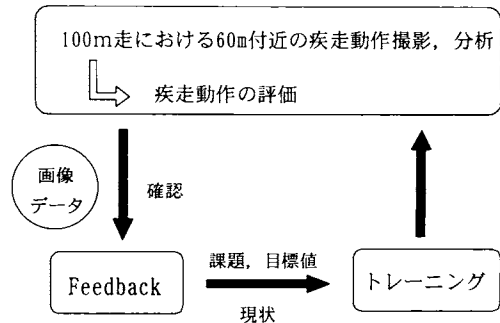 100m走における60m付近の疾走動作撮影，分析
疾走動作の評価
画像
データ
確認
Feedback
課題，目標値
現状
トレーニング